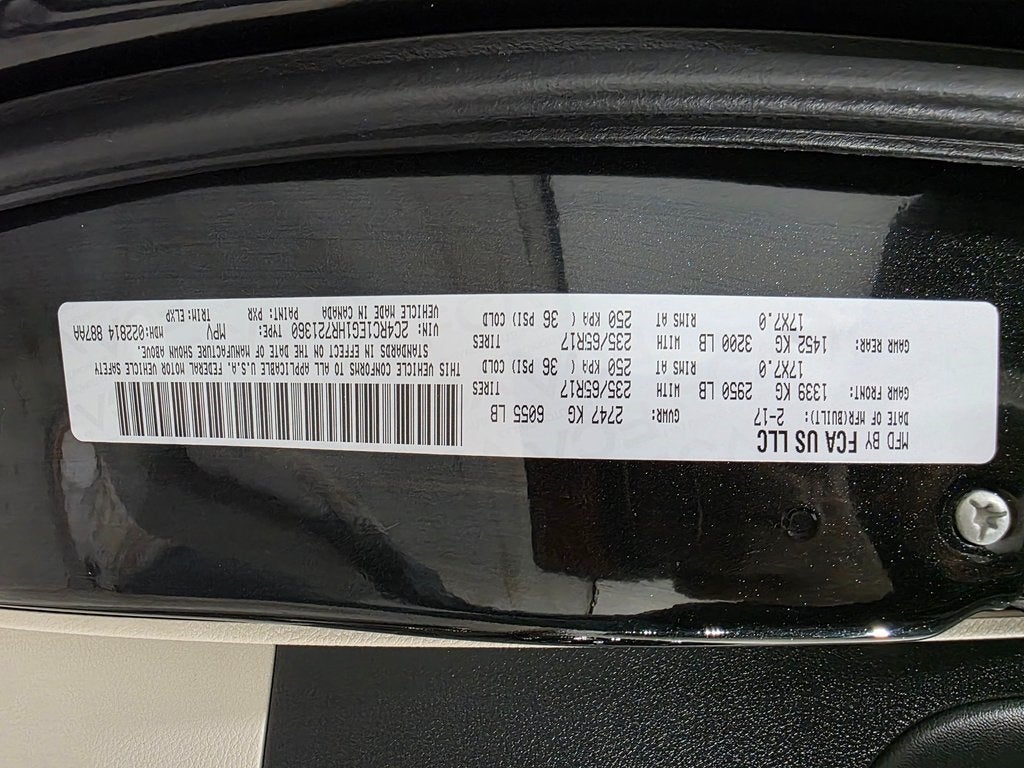 MFD BY FCA US LLC
DATE OF MFR(BUILT): 2-17 GVWR: 2747 KG 6055 LB
GAWR FRONT: 1339 KG 2950 LB WITH TIRES 235/65R17
17X7.0 RIMS AT 250 KPA ( 36 PSI) COLD
GAWR REAR: 1452 KG 3200 LB WITH TIRES 235/65R17
17X7.0 RIMS AT 250 KPA ( 36 PSI) COLD
THIS VEHICLE CONFORMS TO ALL APPLICABLE U.S.A. FEDERAL MOTOR VEHICLE SAFETY
STANDARDS IN EFFECT ON THE DATE OF MANUFACTURE SHOWN ABOVE.
VIN: 2C4RC1EG1HR721360 TYPE: MPV MDH:022814 887AA
VEHICLE MADE IN CANADA PAINT: PXR TRIM: ELXP